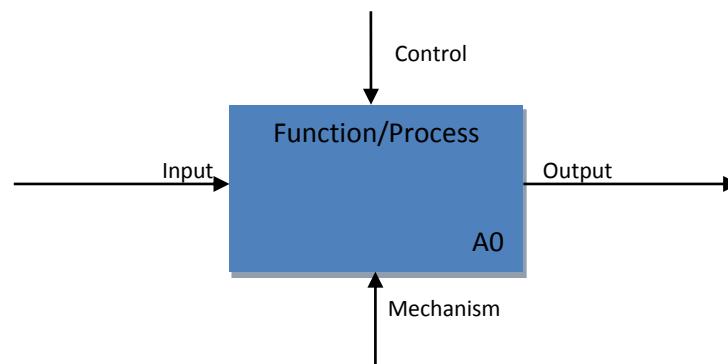 Control
Function/Process
Input
Output
A0
Mechanism